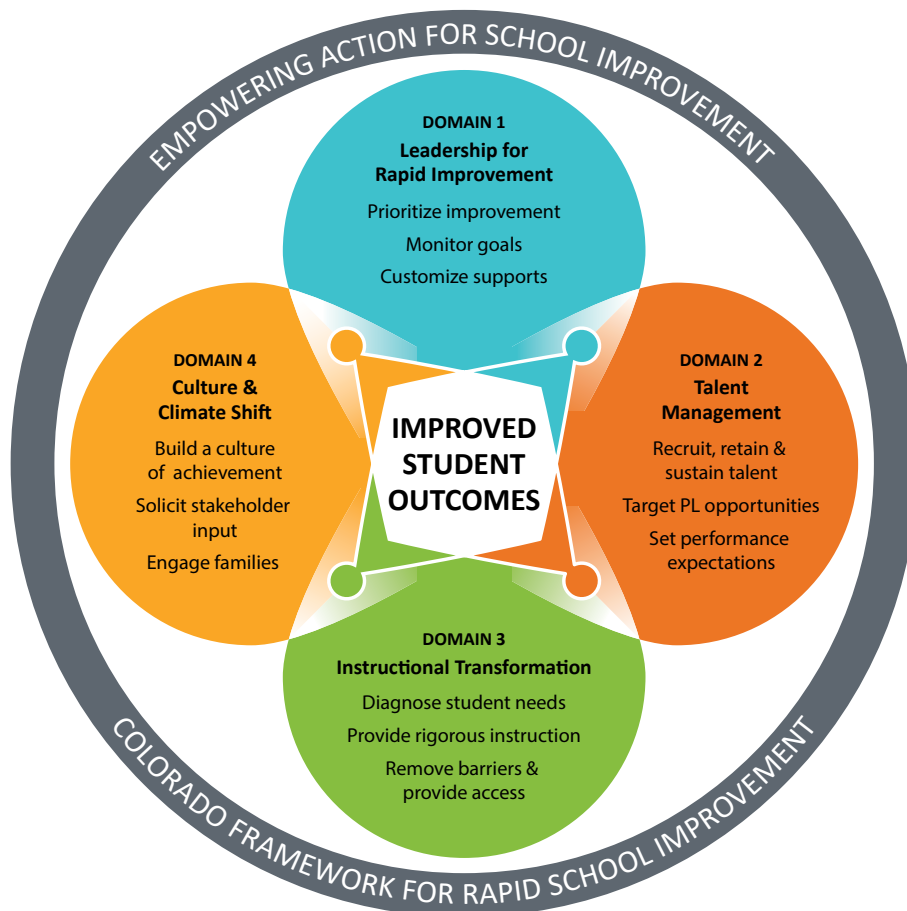 EMPOWERING ACTION FOR SCHOOL IMPROVEMENT
DOMAIN 1
Leadership for
Rapid Improvement
Prioritize improvement
Monitor goals
Customize supports
DOMAIN 4
Culture &
Climate Shift
Build a culture
of achievement
Solicit stakeholder
input
Engage families
IMPROVED
STUDENT
OUTCOMES
DOMAIN 2
Talent
Management
Recruit, retain &
sustain talent
Target PL opportunities
Set performance
expectations
DOMAIN 3
Instructional Transformation
Diagnose student needs
Provide rigorous instruction
Remove barriers &
provide access
COLORADO FRAMEWORK FOR RAPID SCHOOL IMPROVEMENT